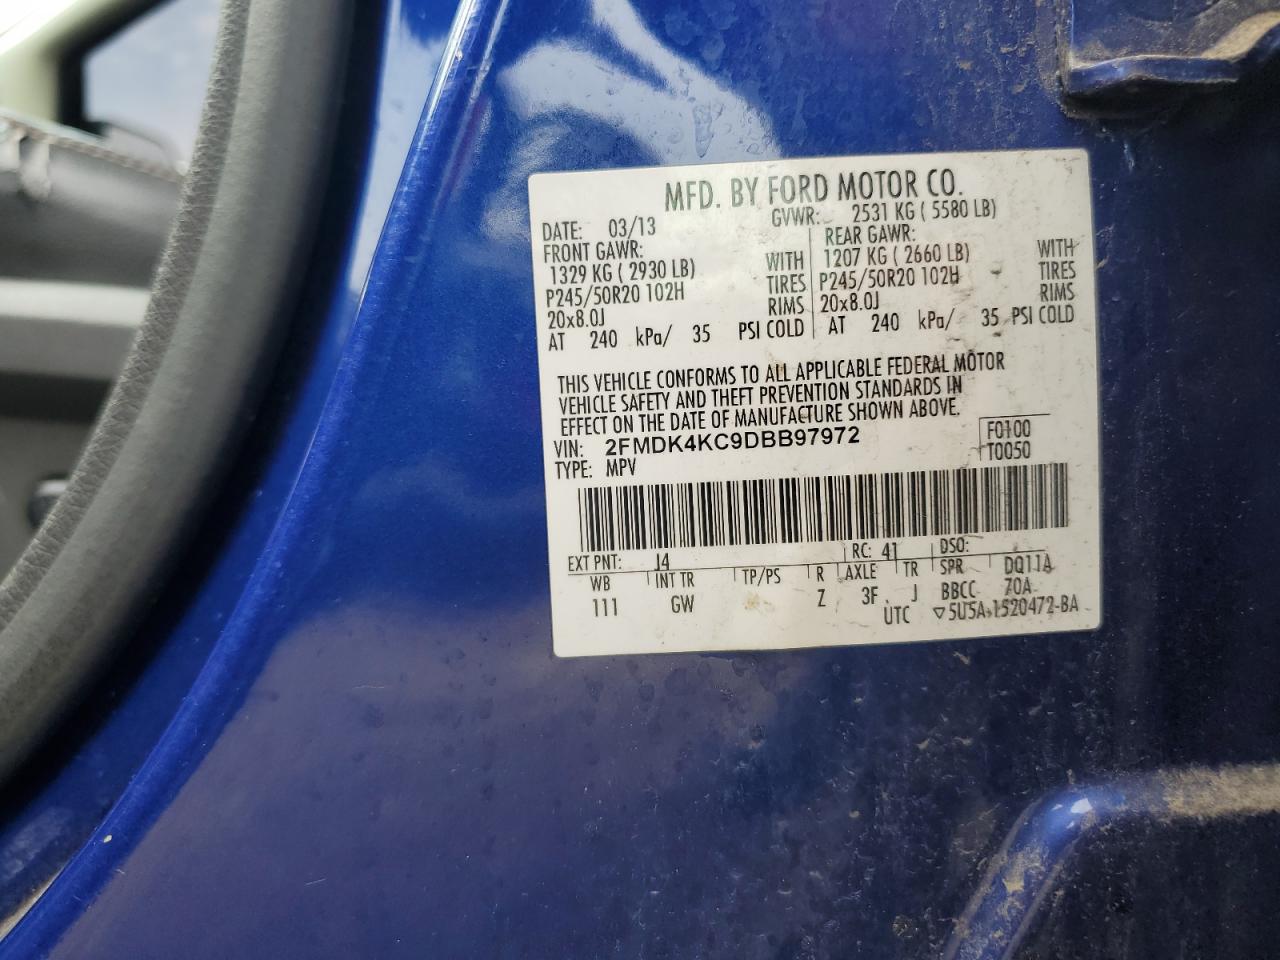 MFD. BY FORD MOTOR CO.
DATE: 03/13 GVWR: 2531 KG ( 5580 LB)
FRONT GAWR: REAR GAWR:
1329 KG ( 2930 LB) WITH 1207 KG ( 2660 LB) WITH
P245/50R20 102H TIRES P245/50R20 102H TIRES
20x8.0J RIMS 20x8.0J RIMS
AT 240 kPa/ 35 PSI COLD AT 240 kPa/ 35 PSI COLD
THIS VEHICLE CONFORMS TO ALL APPLICABLE FEDERAL MOTOR
VEHICLE SAFETY AND THEFT PREVENTION STANDARDS IN
EFFECT ON THE DATE OF MANUFACTURE SHOWN ABOVE.
VIN: 2FMDK4KC9DBB97972 F0100
TYPE: MPV T0050
EXT PNT: J4 RC: 41 DSO:
WB INT TR TP/PS R AXLE TR SPR DQ11A
111 GW Z 3F J BBCC 70A
UTC ▽5U5A-1520472-BA